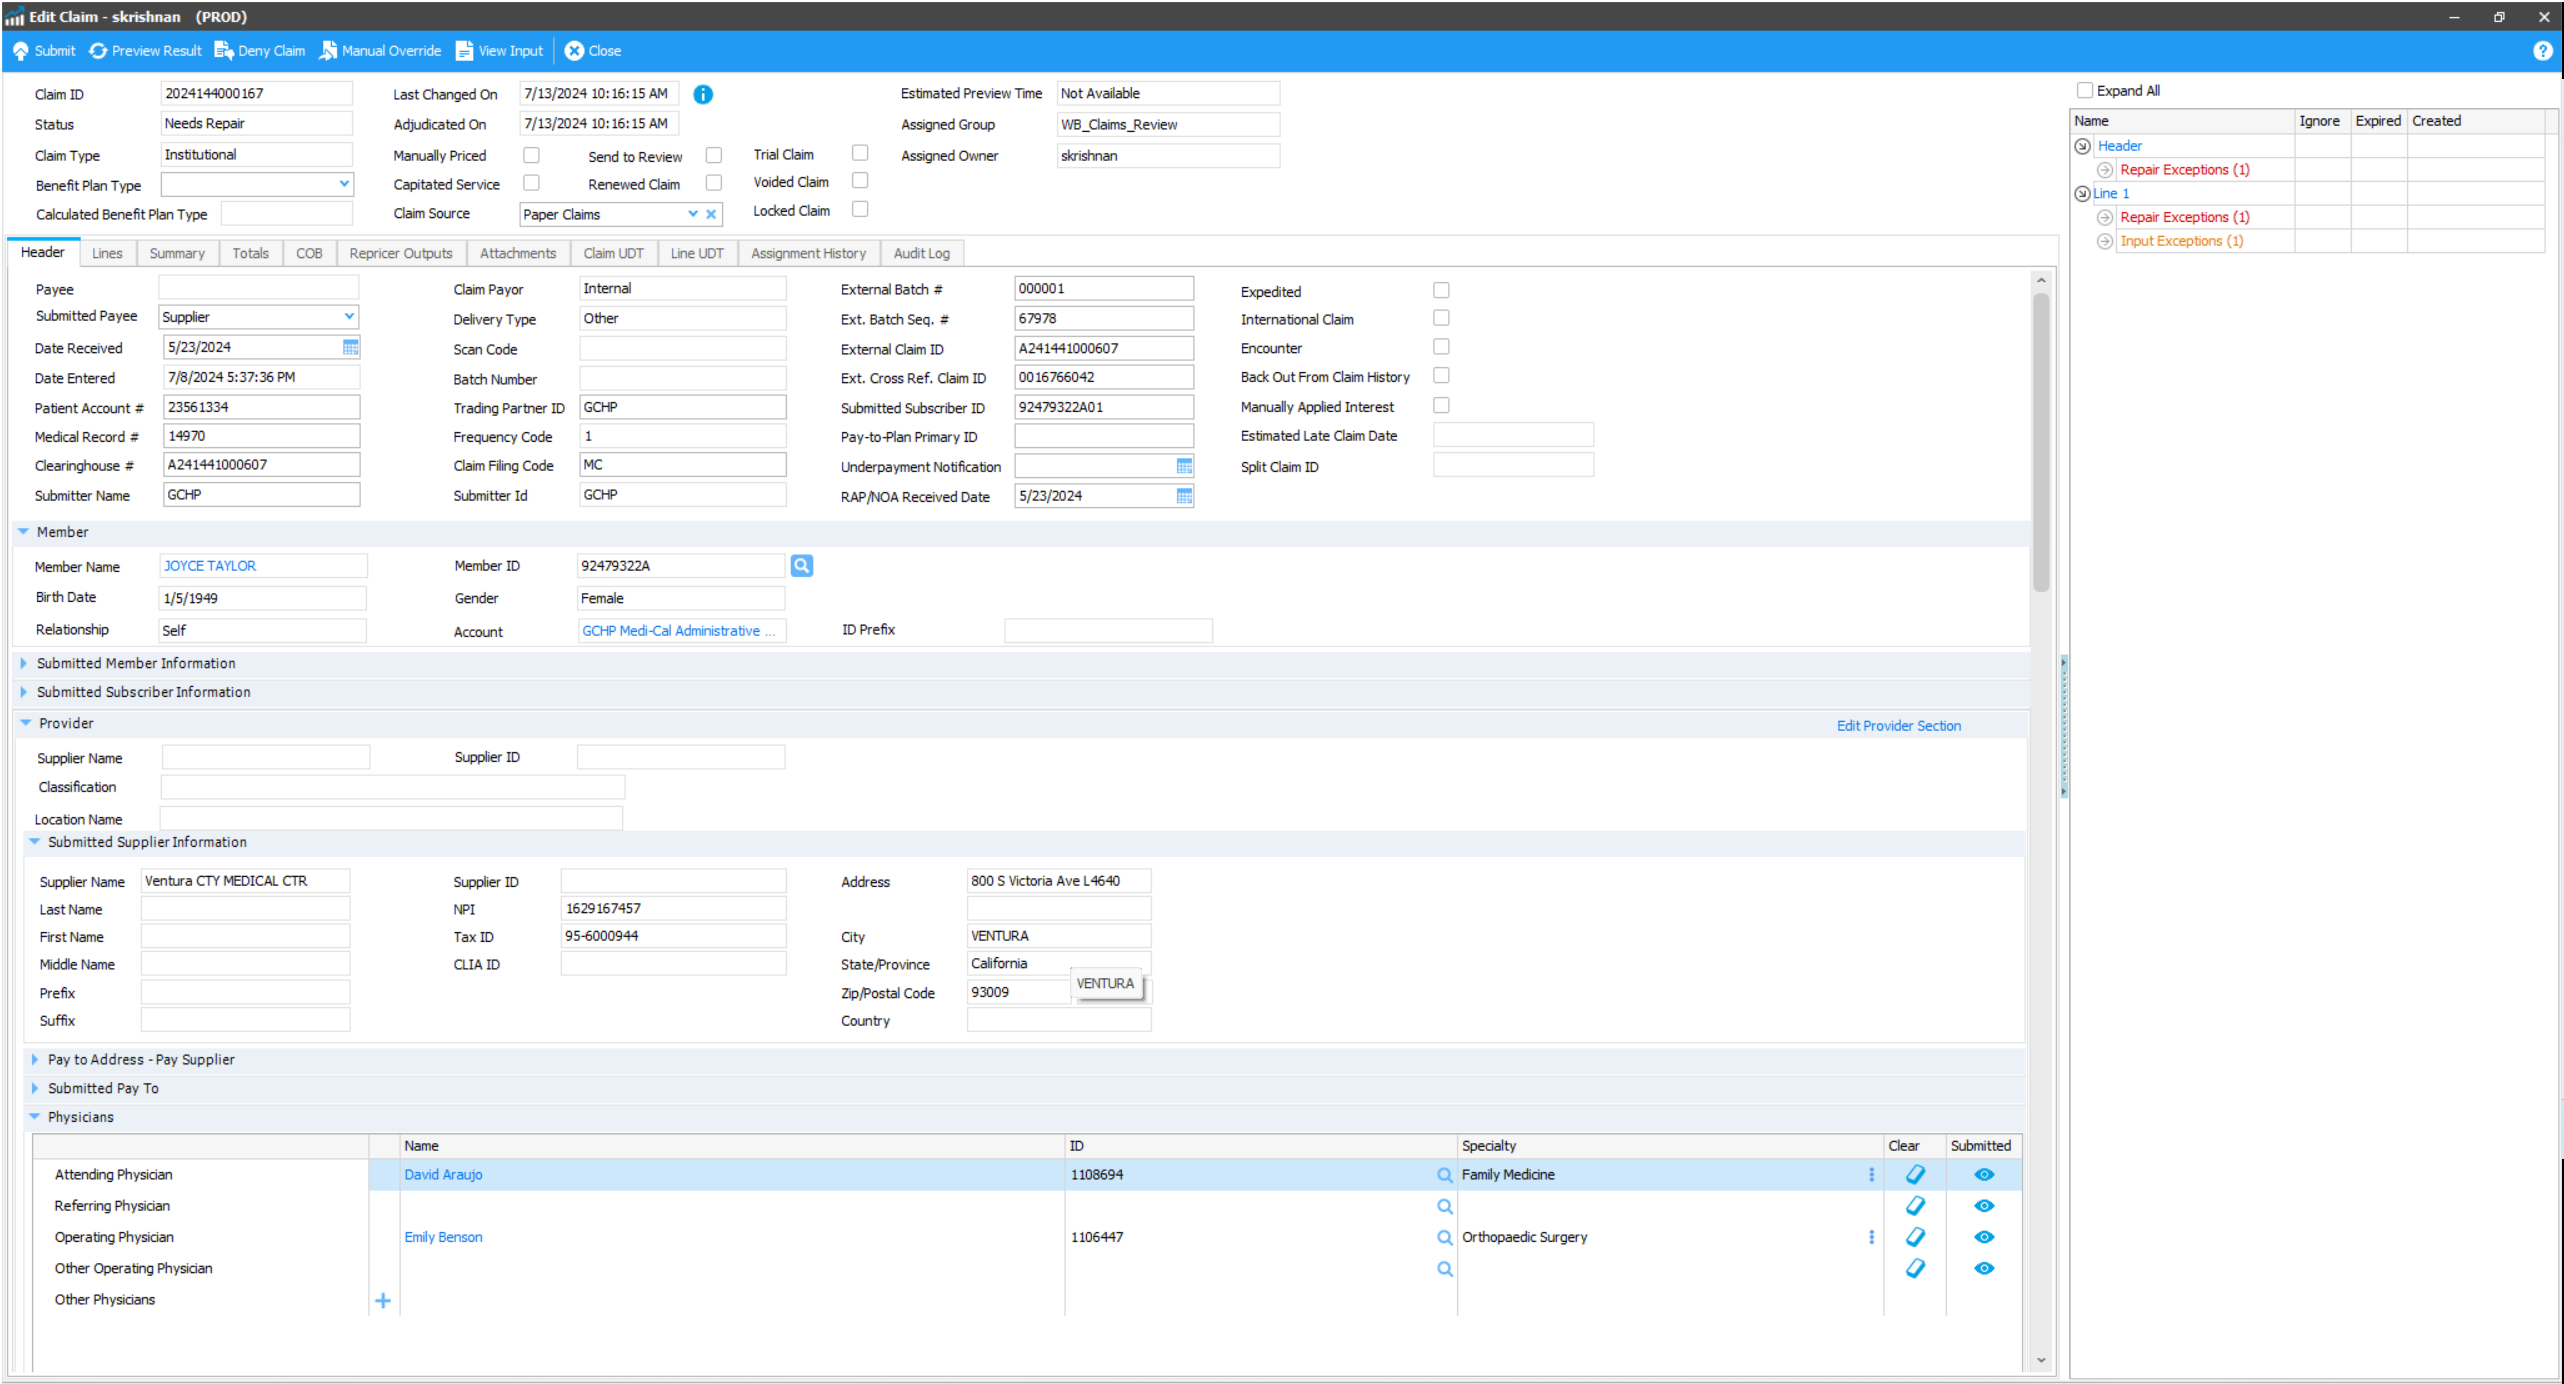 Edit Claim - skrishnan (PROD)
Submit Preview Result Deny Claim Manual Override View Input Close
Claim ID 2024144000167 Last Changed On 7/13/2024 10:16:15 AM Estimated Preview Time Not Available
Status Needs Repair Adjudicated On 7/13/2024 10:16:15 AM Assigned Group WB_Claims_Review
Claim Type Institutional Manually Priced Send to Review Trial Claim Assigned Owner skrishnan
Benefit Plan Type Capitated Service Renewed Claim Voided Claim
Calculated Benefit Plan Type Claim Source Paper Claims Locked Claim
Header Lines Summary Totals COB Repricer Outputs Attachments Claim UDT Line UDT Assignment History Audit Log
Payee Claim Payor Internal External Batch # 000001 Expedited
Submitted Payee Supplier Delivery Type Other Ext. Batch Seq. # 67978 International Claim
Date Received 5/23/2024 Scan Code External Claim ID A241441000607 Encounter
Date Entered 7/8/2024 5:37:36 PM Batch Number Ext. Cross Ref. Claim ID 0016766042 Back Out From Claim History
Patient Account # 23561334 Trading Partner ID GCHP Submitted Subscriber ID 92479322A01 Manually Applied Interest
Medical Record # 14970 Frequency Code 1 Pay-to-Plan Primary ID Estimated Late Claim Date
Clearinghouse # A241441000607 Claim Filing Code MC Underpayment Notification Split Claim ID
Submitter Name GCHP Submitter Id GCHP RAP/NOA Received Date 5/23/2024
Member
Member Name JOYCE TAYLOR Member ID 92479322A
Birth Date 1/5/1949 Gender Female
Relationship Self Account GCHP Medi-Cal Administrative ... ID Prefix
Submitted Member Information
Submitted Subscriber Information
Provider Edit Provider Section
Supplier Name Supplier ID
Classification
Location Name
Submitted Supplier Information
Supplier Name Ventura CTY MEDICAL CTR Supplier ID Address 800 S Victoria Ave L4640
Last Name NPI 1629167457
First Name Tax ID 95-6000944 City VENTURA
Middle Name CLIA ID State/Province California
Prefix Zip/Postal Code 93009 VENTURA
Suffix Country
Pay to Address - Pay Supplier
Submitted Pay To
Physicians
Name ID Specialty Clear Submitted
Attending Physician David Araujo 1108694 Family Medicine
Referring Physician
Operating Physician Emily Benson 1106447 Orthopaedic Surgery
Other Operating Physician
Other Physicians
Expand All
Name Ignore Expired Created
Header
Repair Exceptions (1)
Line 1
Repair Exceptions (1)
Input Exceptions (1)